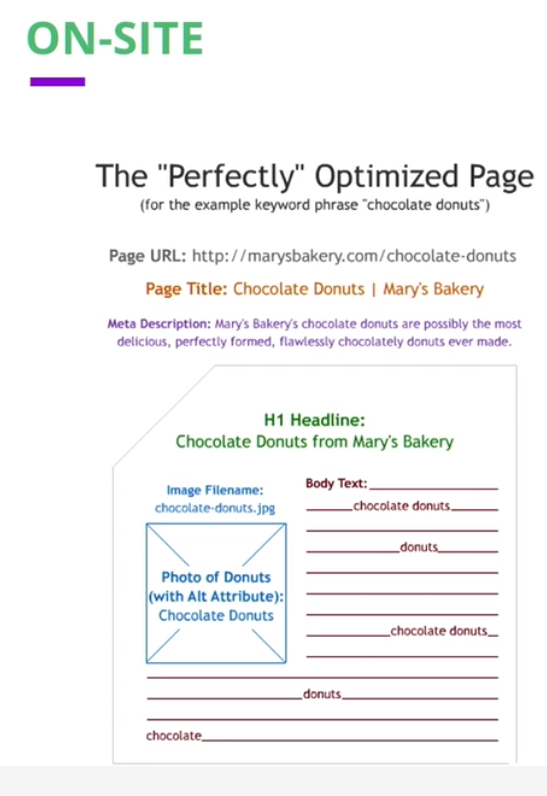 ON-SITE
The "Perfectly" Optimized Page
(for the example keyword phrase "chocolate donuts")
Page URL: http://marysbakery.com/chocolate-donuts
Page Title: Chocolate Donuts | Mary's Bakery
Meta Description: Mary's Bakery's chocolate donuts are possibly the most
delicious, perfectly formed, flawlessly chocolately donuts ever made.
H1 Headline:
Chocolate Donuts from Mary's Bakery
Image Filename:
chocolate-donuts.jpg
Photo of Donuts
(with Alt Attribute):
Chocolate Donuts
Body Text:
chocolate donuts
donuts
chocolate donuts
donuts
chocolate